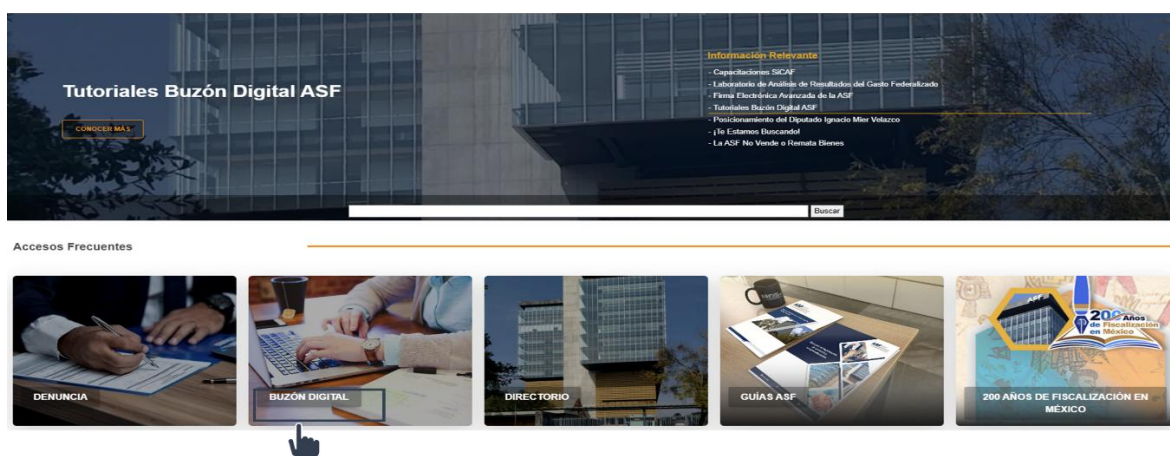 Información Relevante
- Capacitaciones SiCAF
- Laboratorio de Análisis de Resultados del Gasto Federalizado
- Firma Electrónica Avanzada de la ASF
- Tutoriales Buzón Digital ASF
- Posicionamiento del Diputado Ignacio Mier Velazco
- ¡Te Estamos Buscando!
- La ASF No Vende o Remata Bienes
Tutoriales Buzón Digital ASF
CONOCER MÁS
Buscar
Accesos Frecuentes
DENUNCIA
BUZÓN DIGITAL
DIRECTORIO
GUÍAS ASF
ASF
200 Años
de Fiscalización
en México
200 AÑOS DE FISCALIZACIÓN EN
MÉXICO